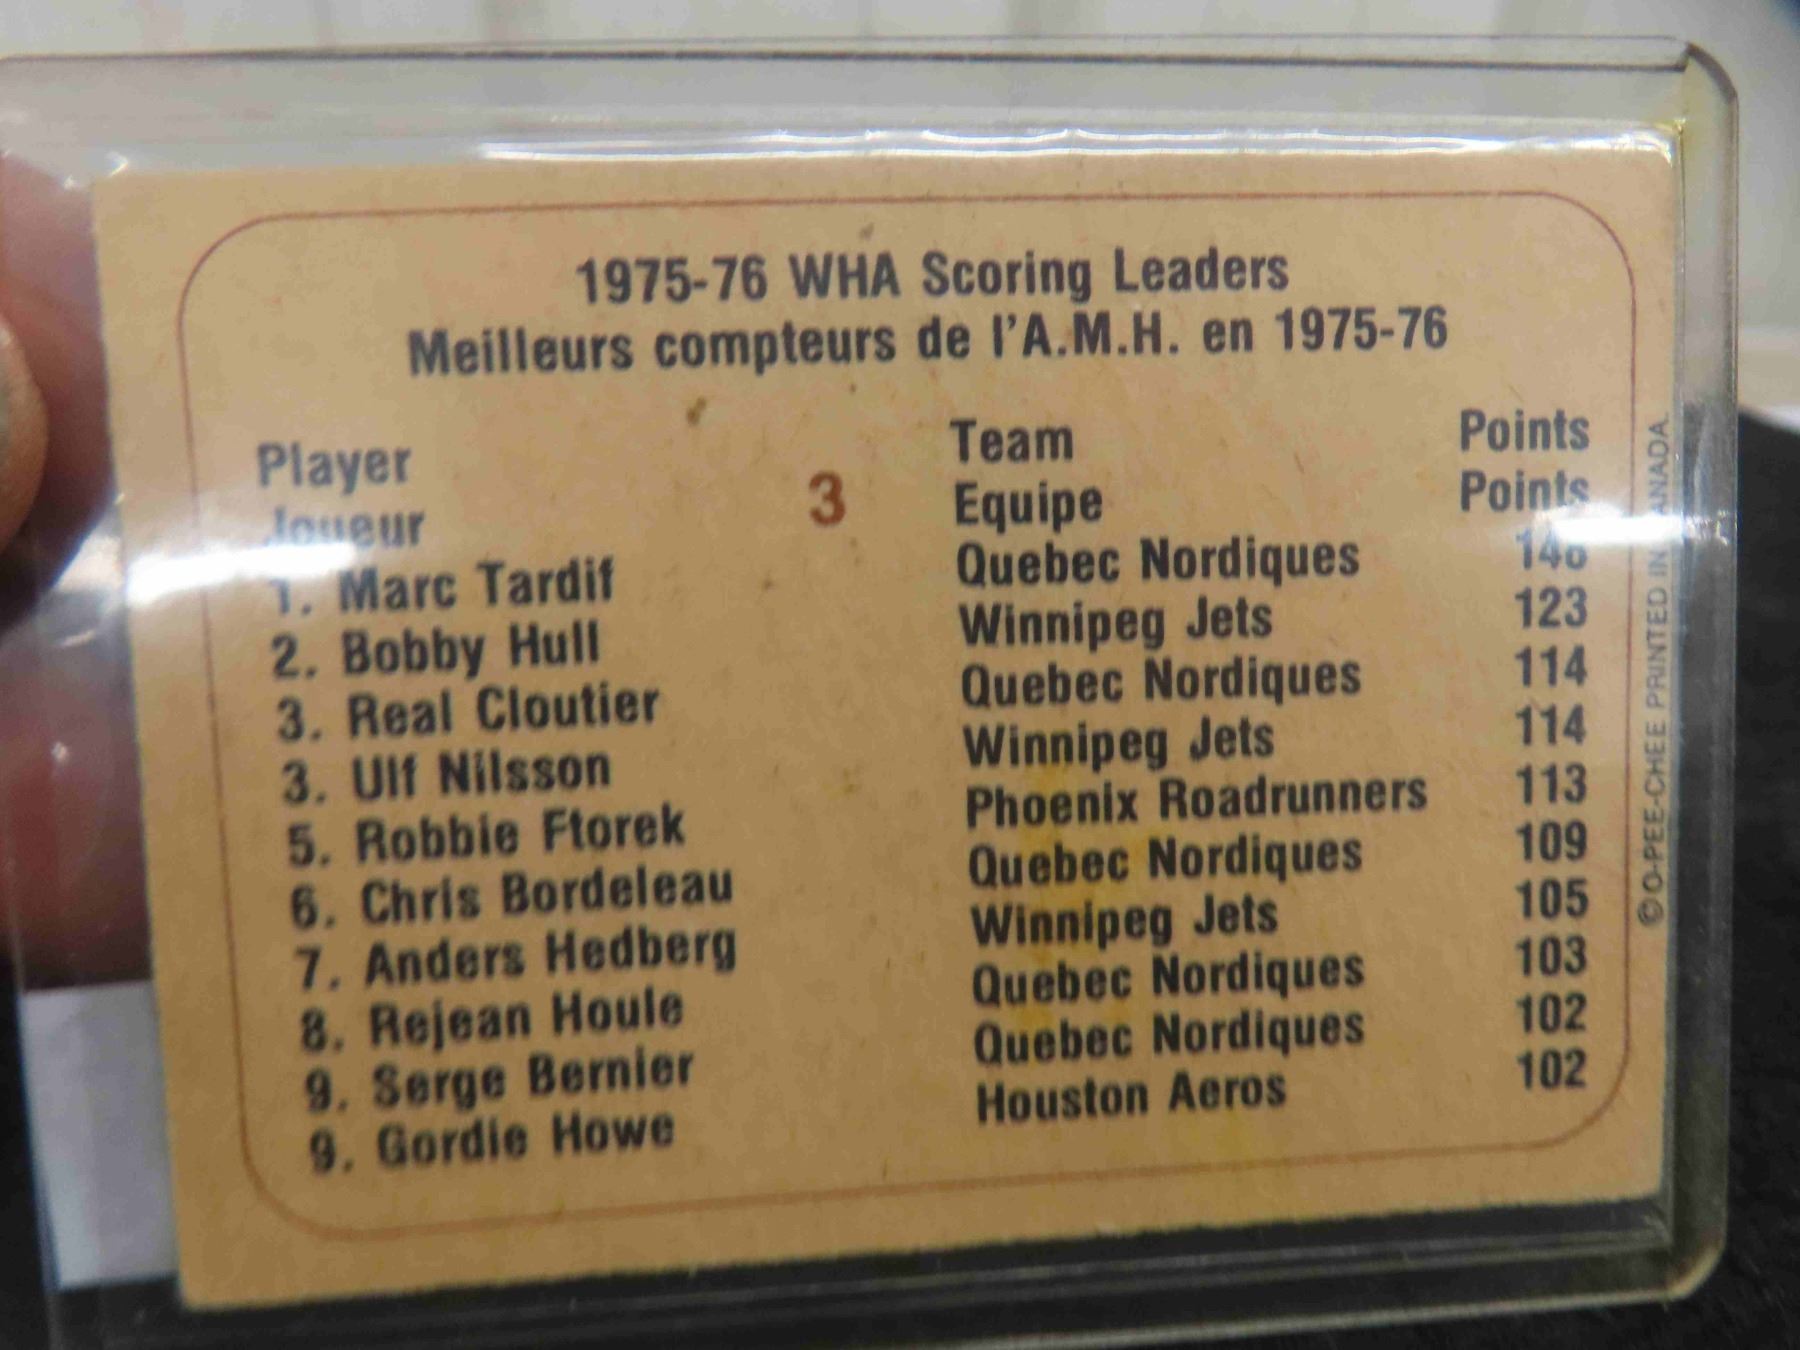 1975-76 WHA Scoring Leaders
Meilleurs compteurs de l'A.M.H. en 1975-76
Player Team Points
Joueur 3 Equipe Points
1. Marc Tardif Quebec Nordiques 148
2. Bobby Hull Winnipeg Jets 123
3. Real Cloutier Quebec Nordiques 114
3. Ulf Nilsson Winnipeg Jets 114
5. Robbie Ftorek Phoenix Roadrunners 113
6. Chris Bordeleau Quebec Nordiques 109
7. Anders Hedberg Winnipeg Jets 105
8. Rejean Houle Quebec Nordiques 103
9. Serge Bernier Quebec Nordiques 102
9. Gordie Howe Houston Aeros 102
© O-PEE-CHEE PRINTED IN CANADA.